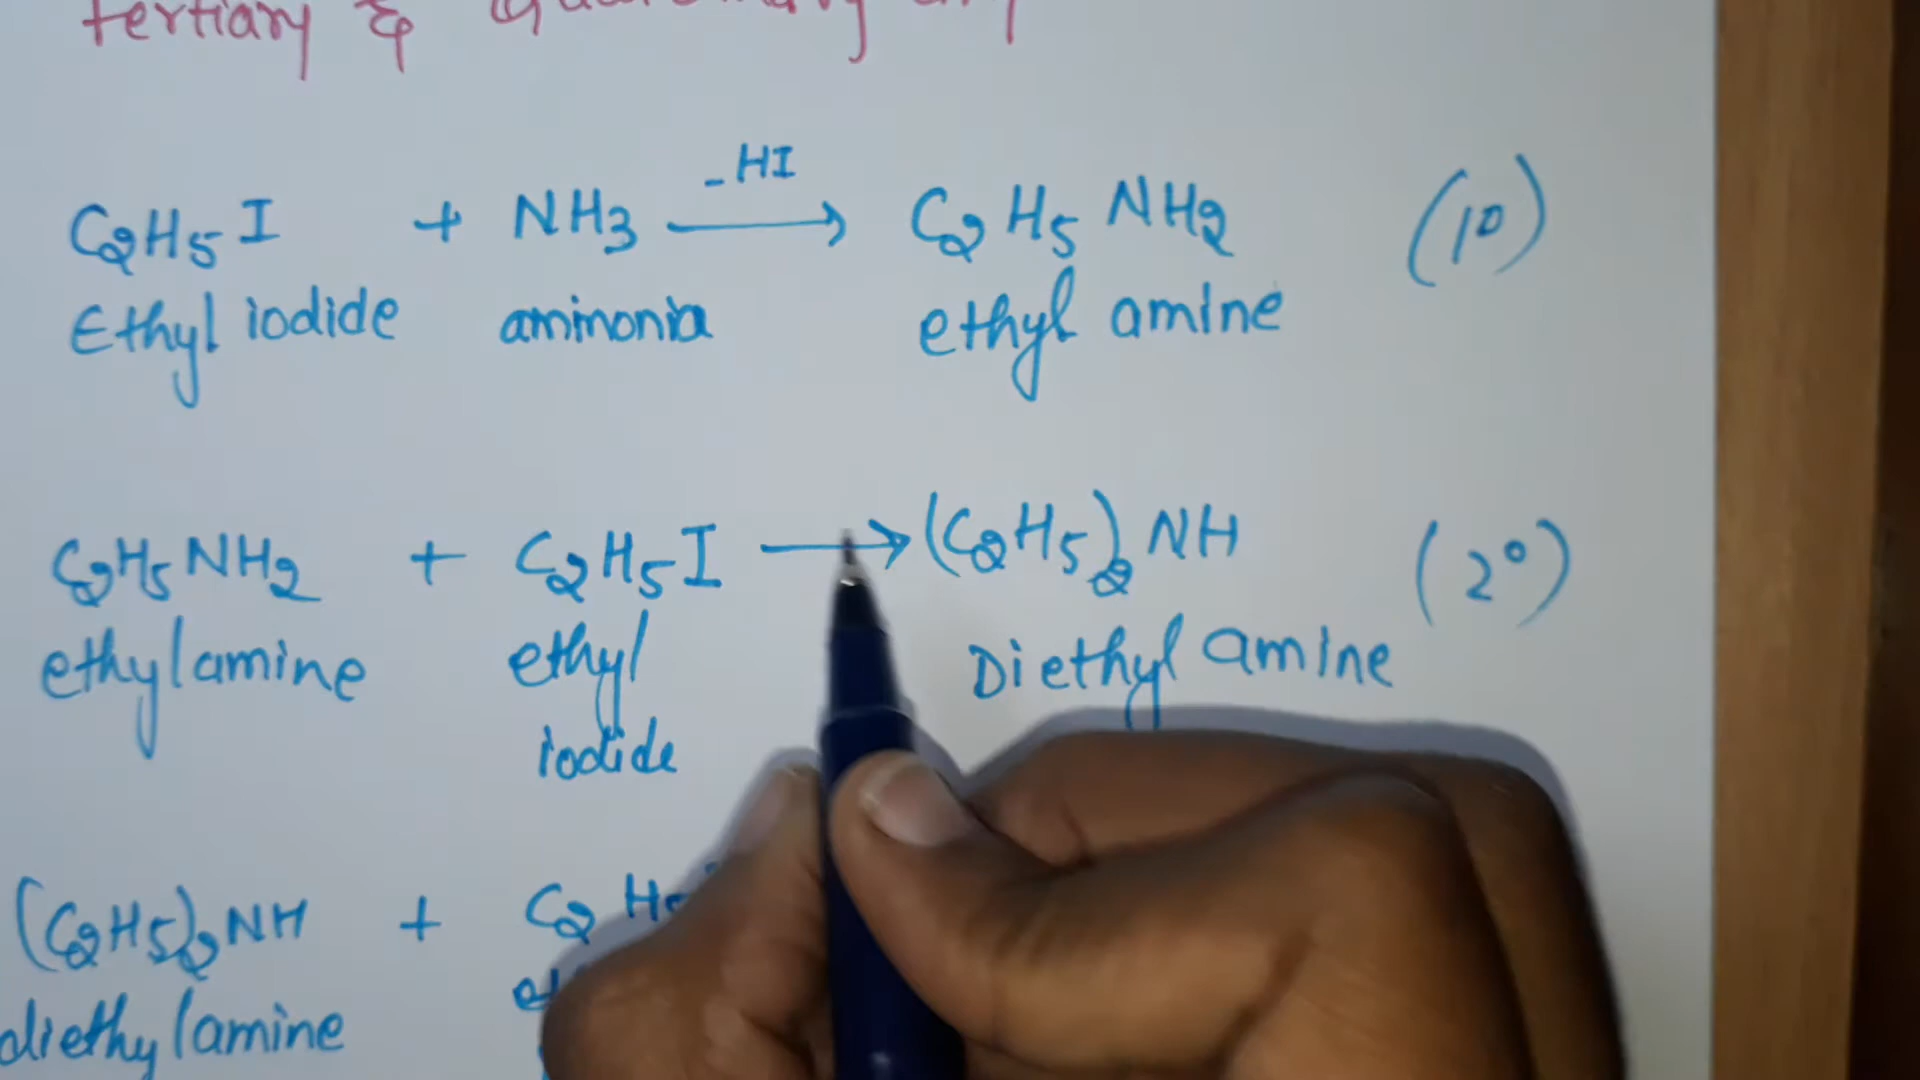 tertiary &
-HI
C2H5I + NH3 → C2H5NH2 (1°)
Ethyl iodide ammonia ethyl amine
C2H5NH2 + C2H5I → (C2H5)2NH (2°)
ethylamine ethyl Diethyl amine
iodide
(C2H5)2NH + C2H5
diethylamine